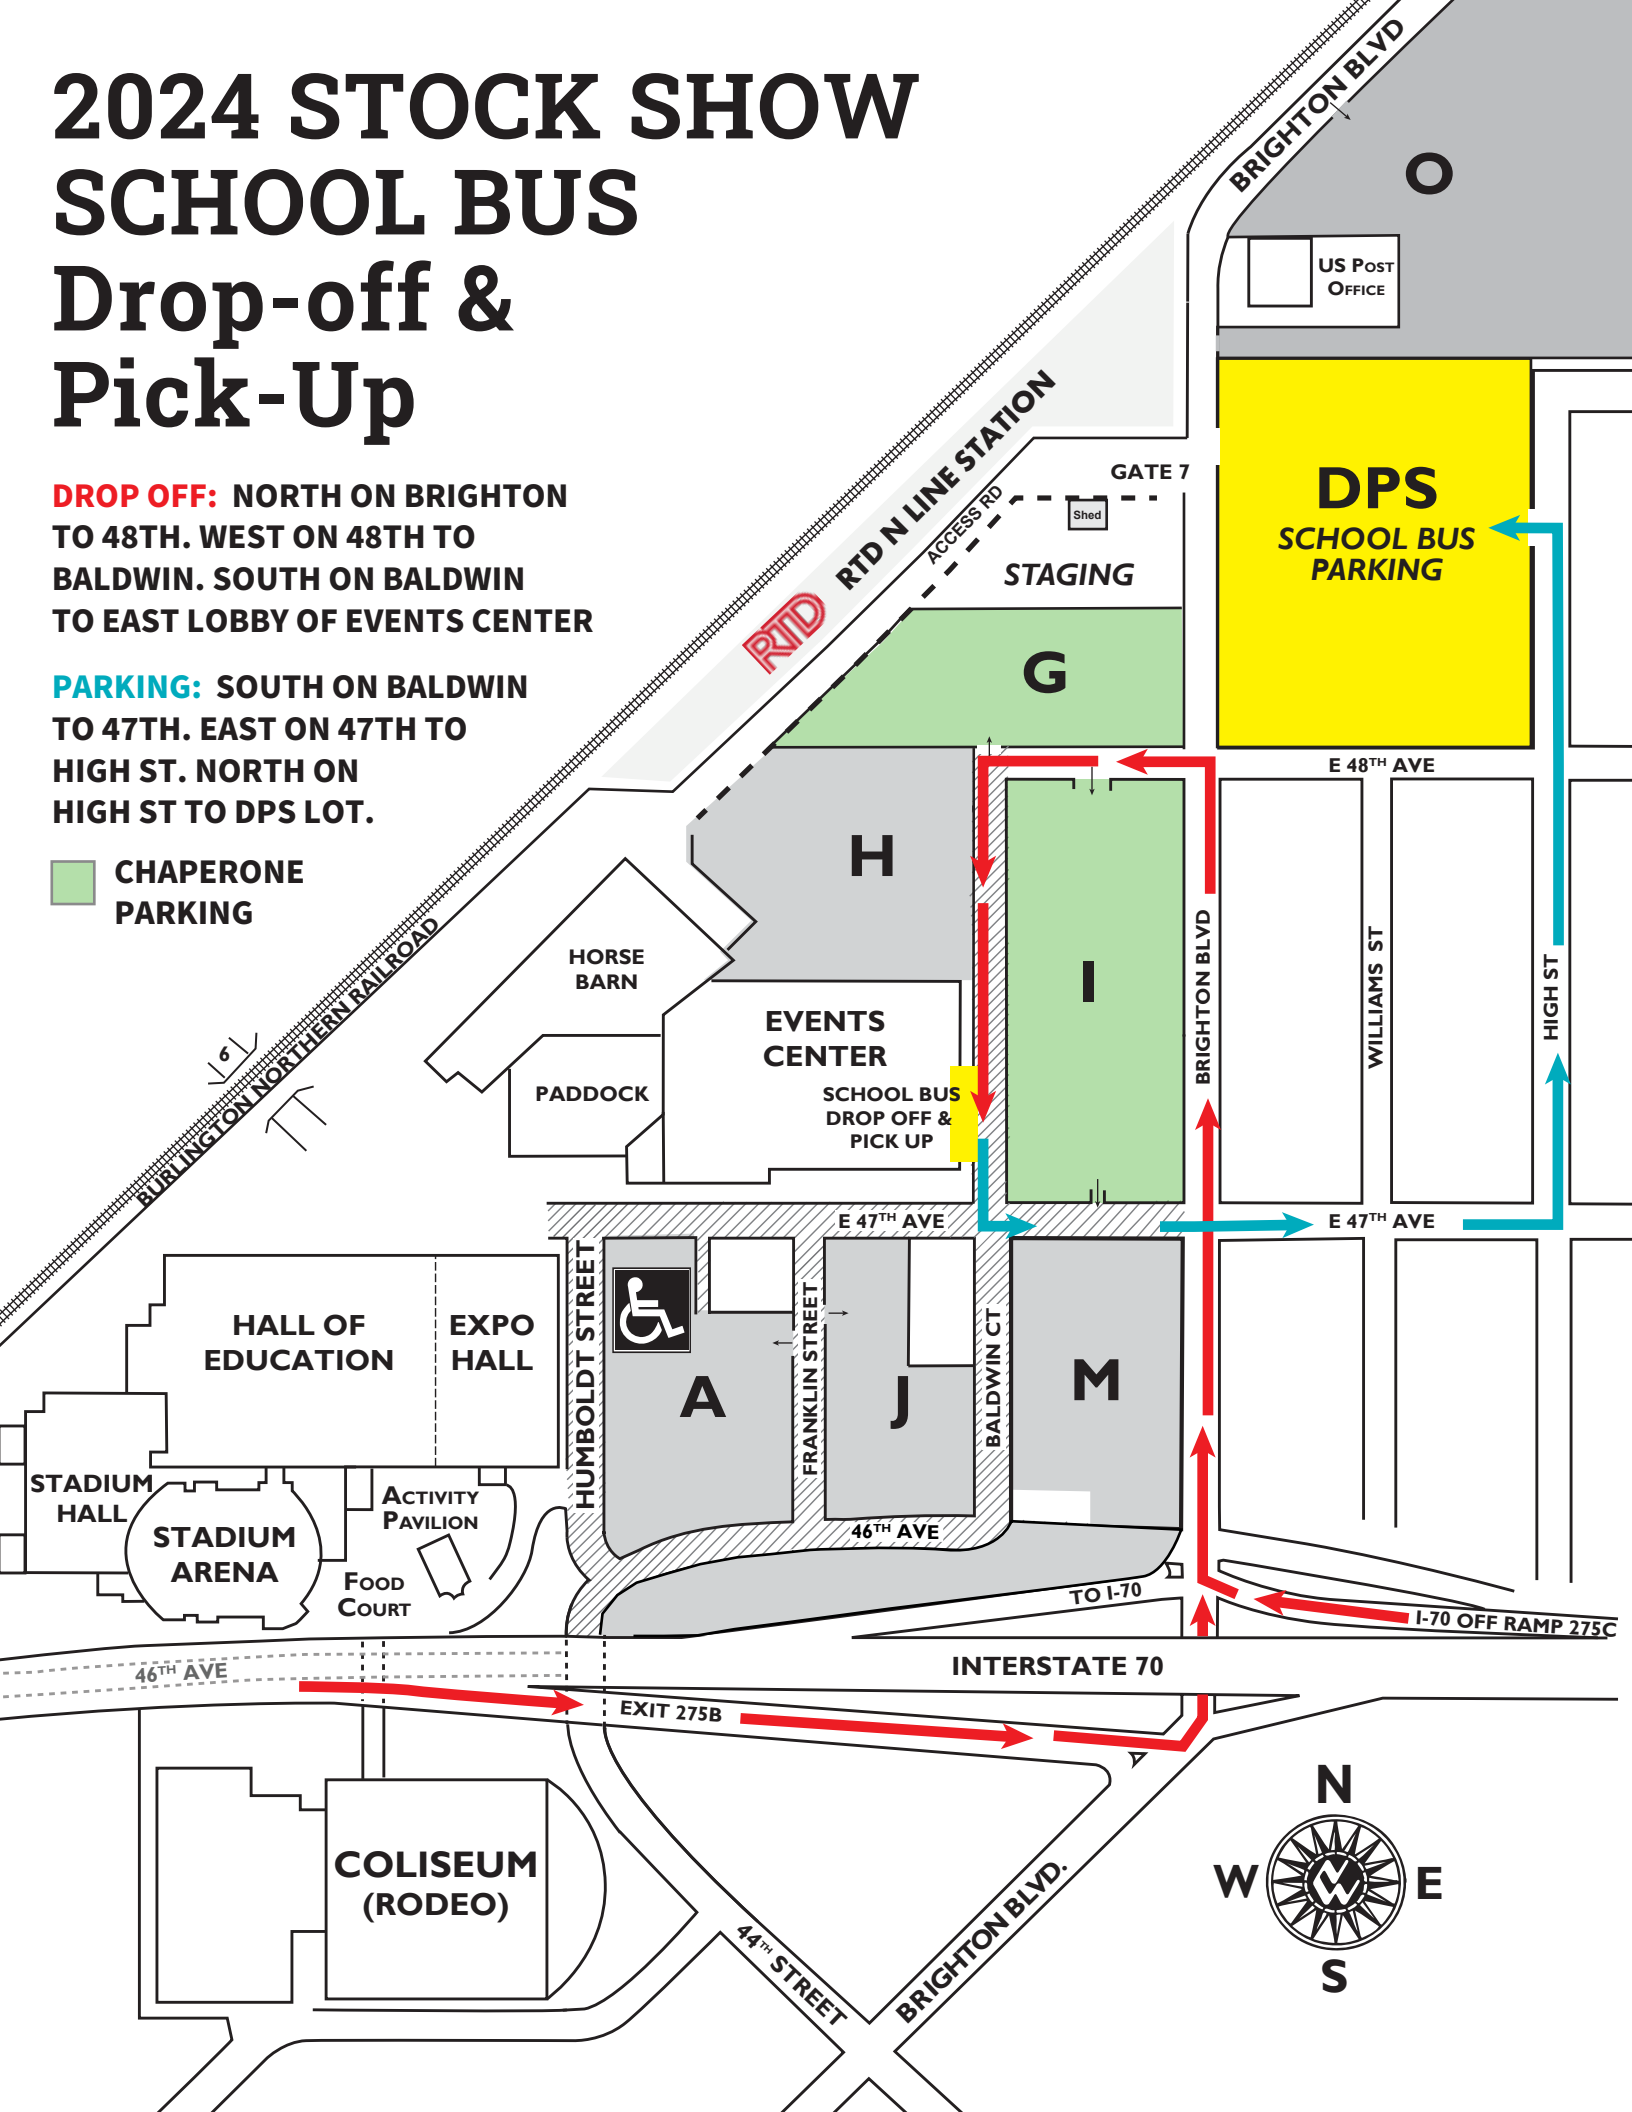 2024 STOCK SHOW
SCHOOL BUS
Drop-off &
Pick-Up
DROP OFF: NORTH ON BRIGHTON
TO 48TH. WEST ON 48TH TO
BALDWIN. SOUTH ON BALDWIN
TO EAST LOBBY OF EVENTS CENTER
PARKING: SOUTH ON BALDWIN
TO 47TH. EAST ON 47TH TO
HIGH ST. NORTH ON
HIGH ST TO DPS LOT.
CHAPERONE
PARKING
BRIGHTON BLVD
O
US POST
OFFICE
RTD
RTD N LINE STATION
ACCESS RD
GATE 7
Shed
STAGING
DPS
SCHOOL BUS
PARKING
G
E 48TH AVE
H
I
BRIGHTON BLVD
WILLIAMS ST
HIGH ST
HORSE
BARN
EVENTS
CENTER
PADDOCK
SCHOOL BUS
DROP OFF &
PICK UP
6
BURLINGTON NORTHERN RAILROAD
E 47TH AVE
E 47TH AVE
HALL OF
EDUCATION
EXPO
HALL
HUMBOLDT STREET
A
FRANKLIN STREET
J
BALDWIN CT
M
STADIUM
HALL
STADIUM
ARENA
ACTIVITY
PAVILION
FOOD
COURT
46TH AVE
TO I-70
I-70 OFF RAMP 275C
46TH AVE
INTERSTATE 70
EXIT 275B
COLISEUM
(RODEO)
44TH STREET
BRIGHTON BLVD.
N
W
E
S